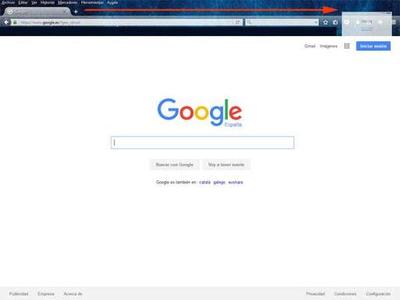 Archivo Editar Ver Historial Marcadores Herramientas Ayuda
Google
https://www.google.es/?gws_rd=ssl
Gmail Imágenes Iniciar sesión
Google
España
Buscar con Google Voy a tener suerte
Google.es también en: català galego euskara
Publicidad Empresa Acerca de Privacidad Condiciones Configuración